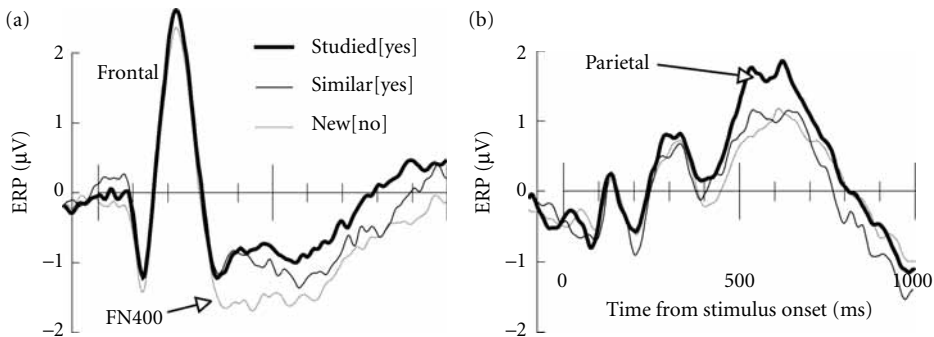 (a)
2
1
0
−1
−2
ERP (µV)
Frontal
Studied[yes]
Similar[yes]
New[no]
FN400
(b)
2
1
0
−1
−2
ERP (µV)
Parietal
0
500
1000
Time from stimulus onset (ms)